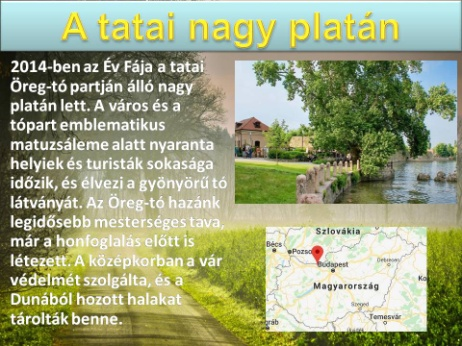 A tatai nagy platán
2014-ben az Év Fája a tatai
Öreg-tó partján álló nagy
platán lett. A város és a
tópart emblematikus
matuzsáleme alatt nyaranta
helyiek és turisták sokasága
időzik, és élvezi a gyönyörű tó
látványát. Az Öreg-tó hazánk
legidősebb mesterséges tava,
már a honfoglalás előtt is
létezett. A középkorban a vár
védelmét szolgálta, és a
Dunából hozott halakat
tárolták benne.
Szlovákia
Bécs
Pozso
Budapest
Debrecen
Magyarország
Szeged
Temesvár